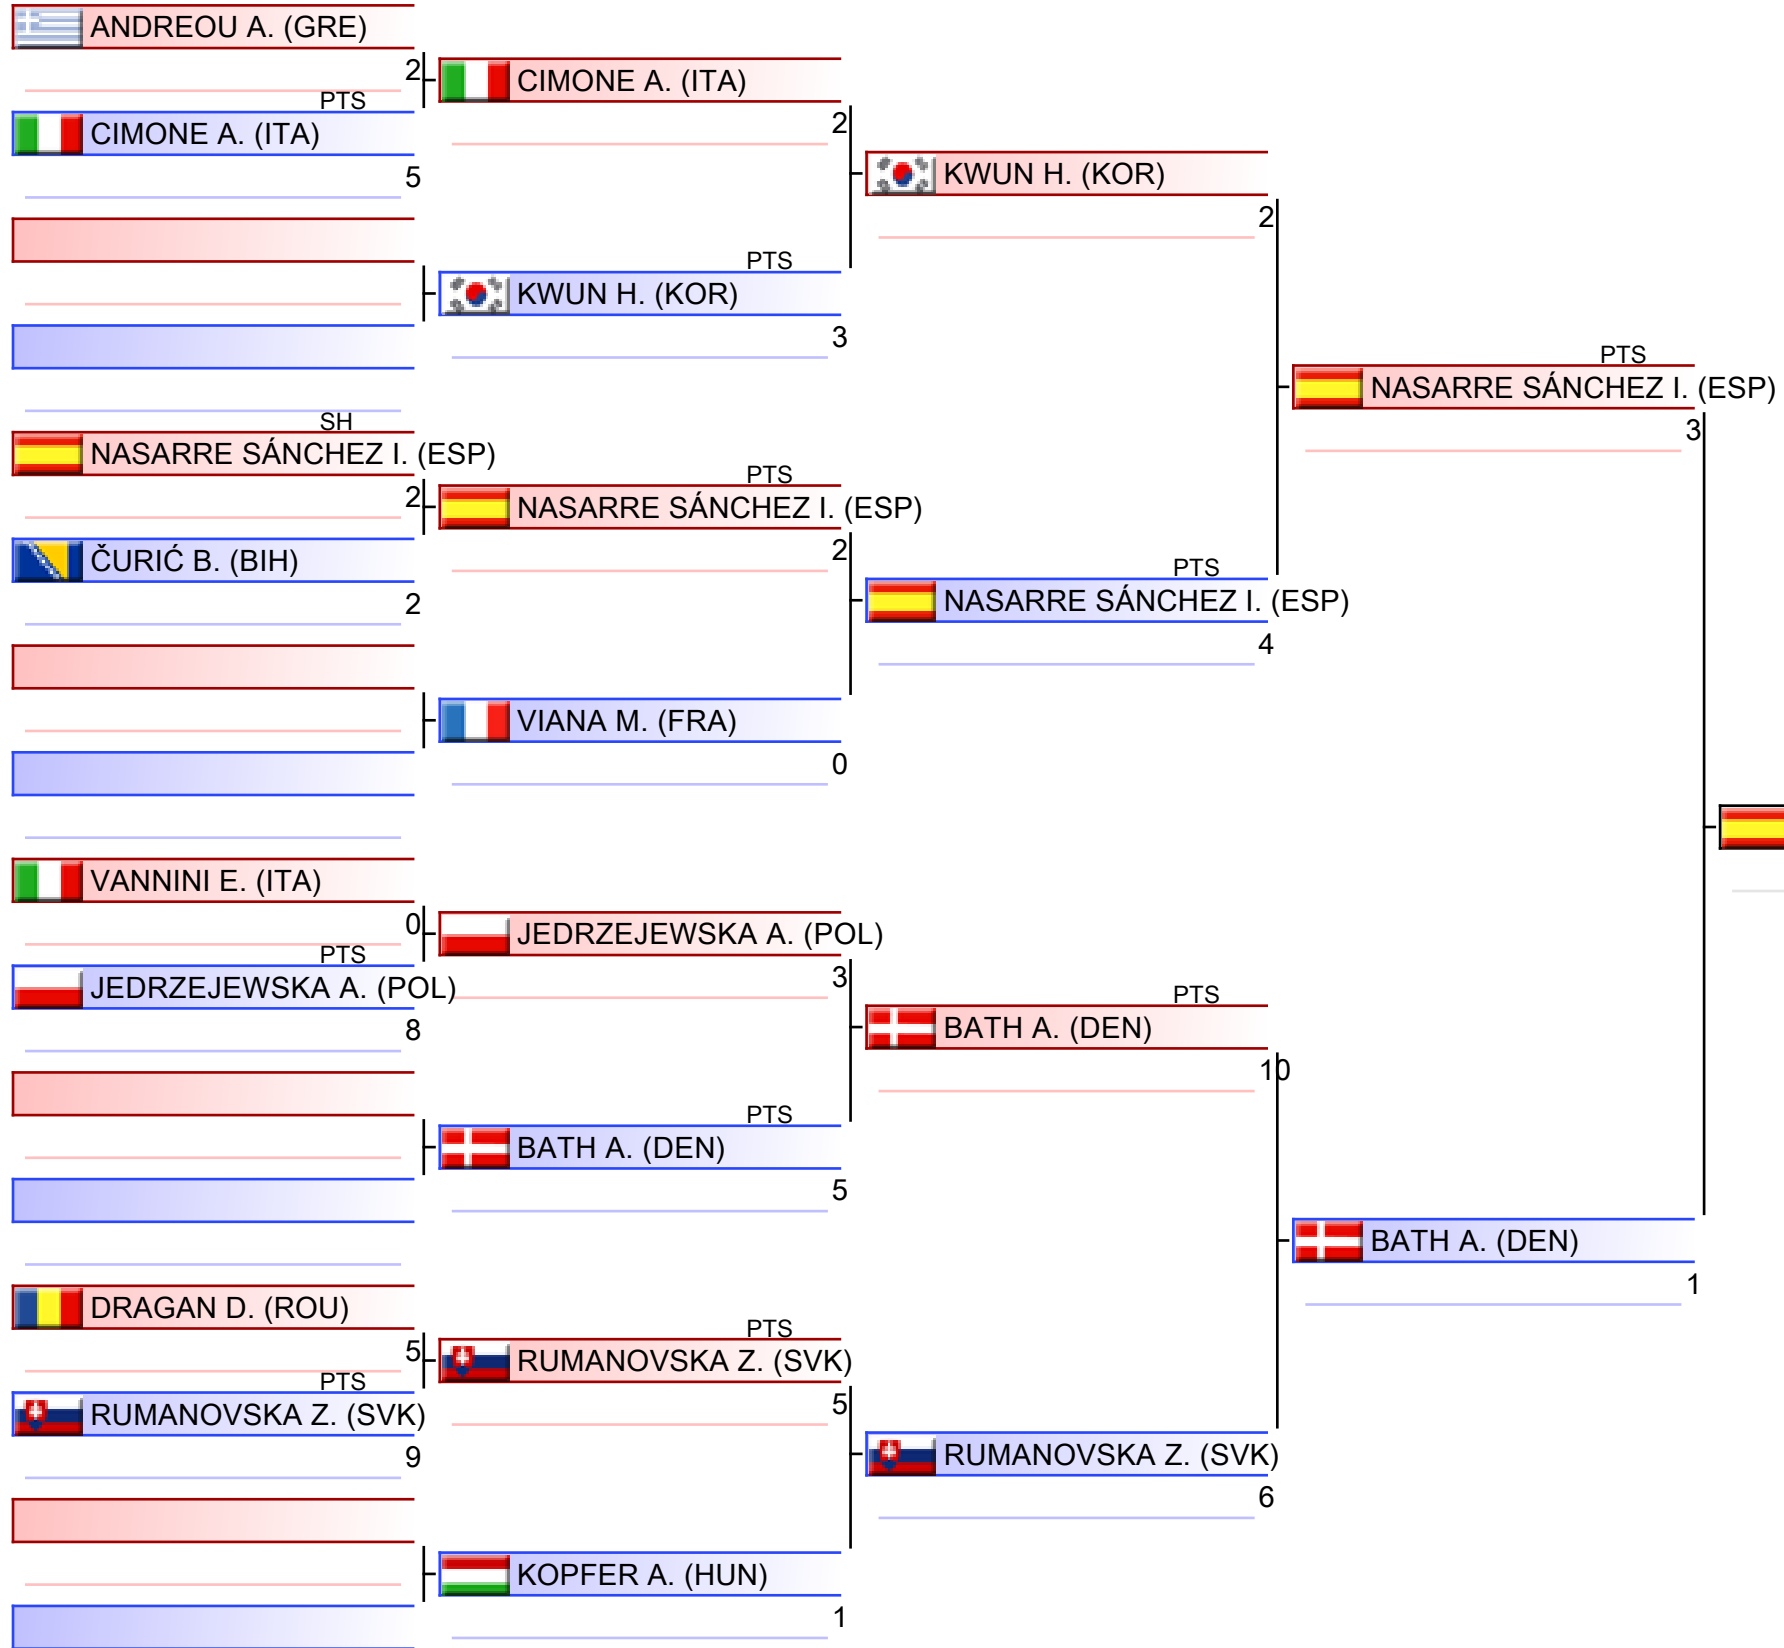 ANDREOU A. (GRE)
2
PTS
CIMONE A. (ITA)
5
SH
NASARRE SÁNCHEZ I. (ESP)
2
ČURIĆ B. (BIH)
2
VANNINI E. (ITA)
0
PTS
JEDRZEJEWSKA A. (POL)
8
DRAGAN D. (ROU)
5
PTS
RUMANOVSKA Z. (SVK)
9
CIMONE A. (ITA)
2
PTS
KWUN H. (KOR)
3
PTS
NASARRE SÁNCHEZ I. (ESP)
2
VIANA M. (FRA)
0
JEDRZEJEWSKA A. (POL)
3
PTS
BATH A. (DEN)
5
PTS
RUMANOVSKA Z. (SVK)
5
KOPFER A. (HUN)
1
KWUN H. (KOR)
2
PTS
NASARRE SÁNCHEZ I. (ESP)
4
PTS
BATH A. (DEN)
10
RUMANOVSKA Z. (SVK)
6
PTS
NASARRE SÁNCHEZ I. (ESP)
3
BATH A. (DEN)
1